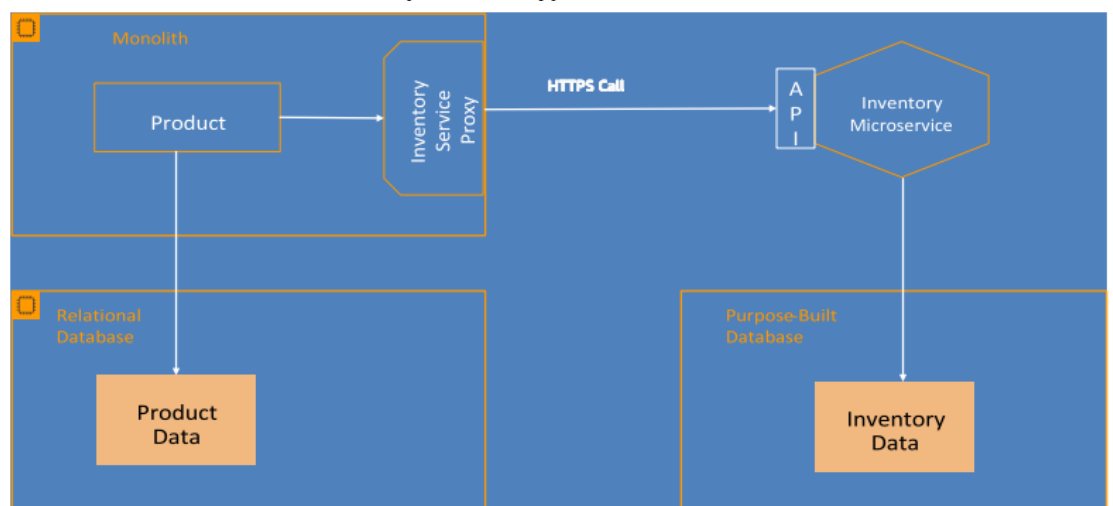 Monolith
Product
Inventory
Service
Proxy
HTTPS Call
A
P
I
Inventory
Microservice
Relational
Database
Product
Data
Purpose-Built
Database
Inventory
Data